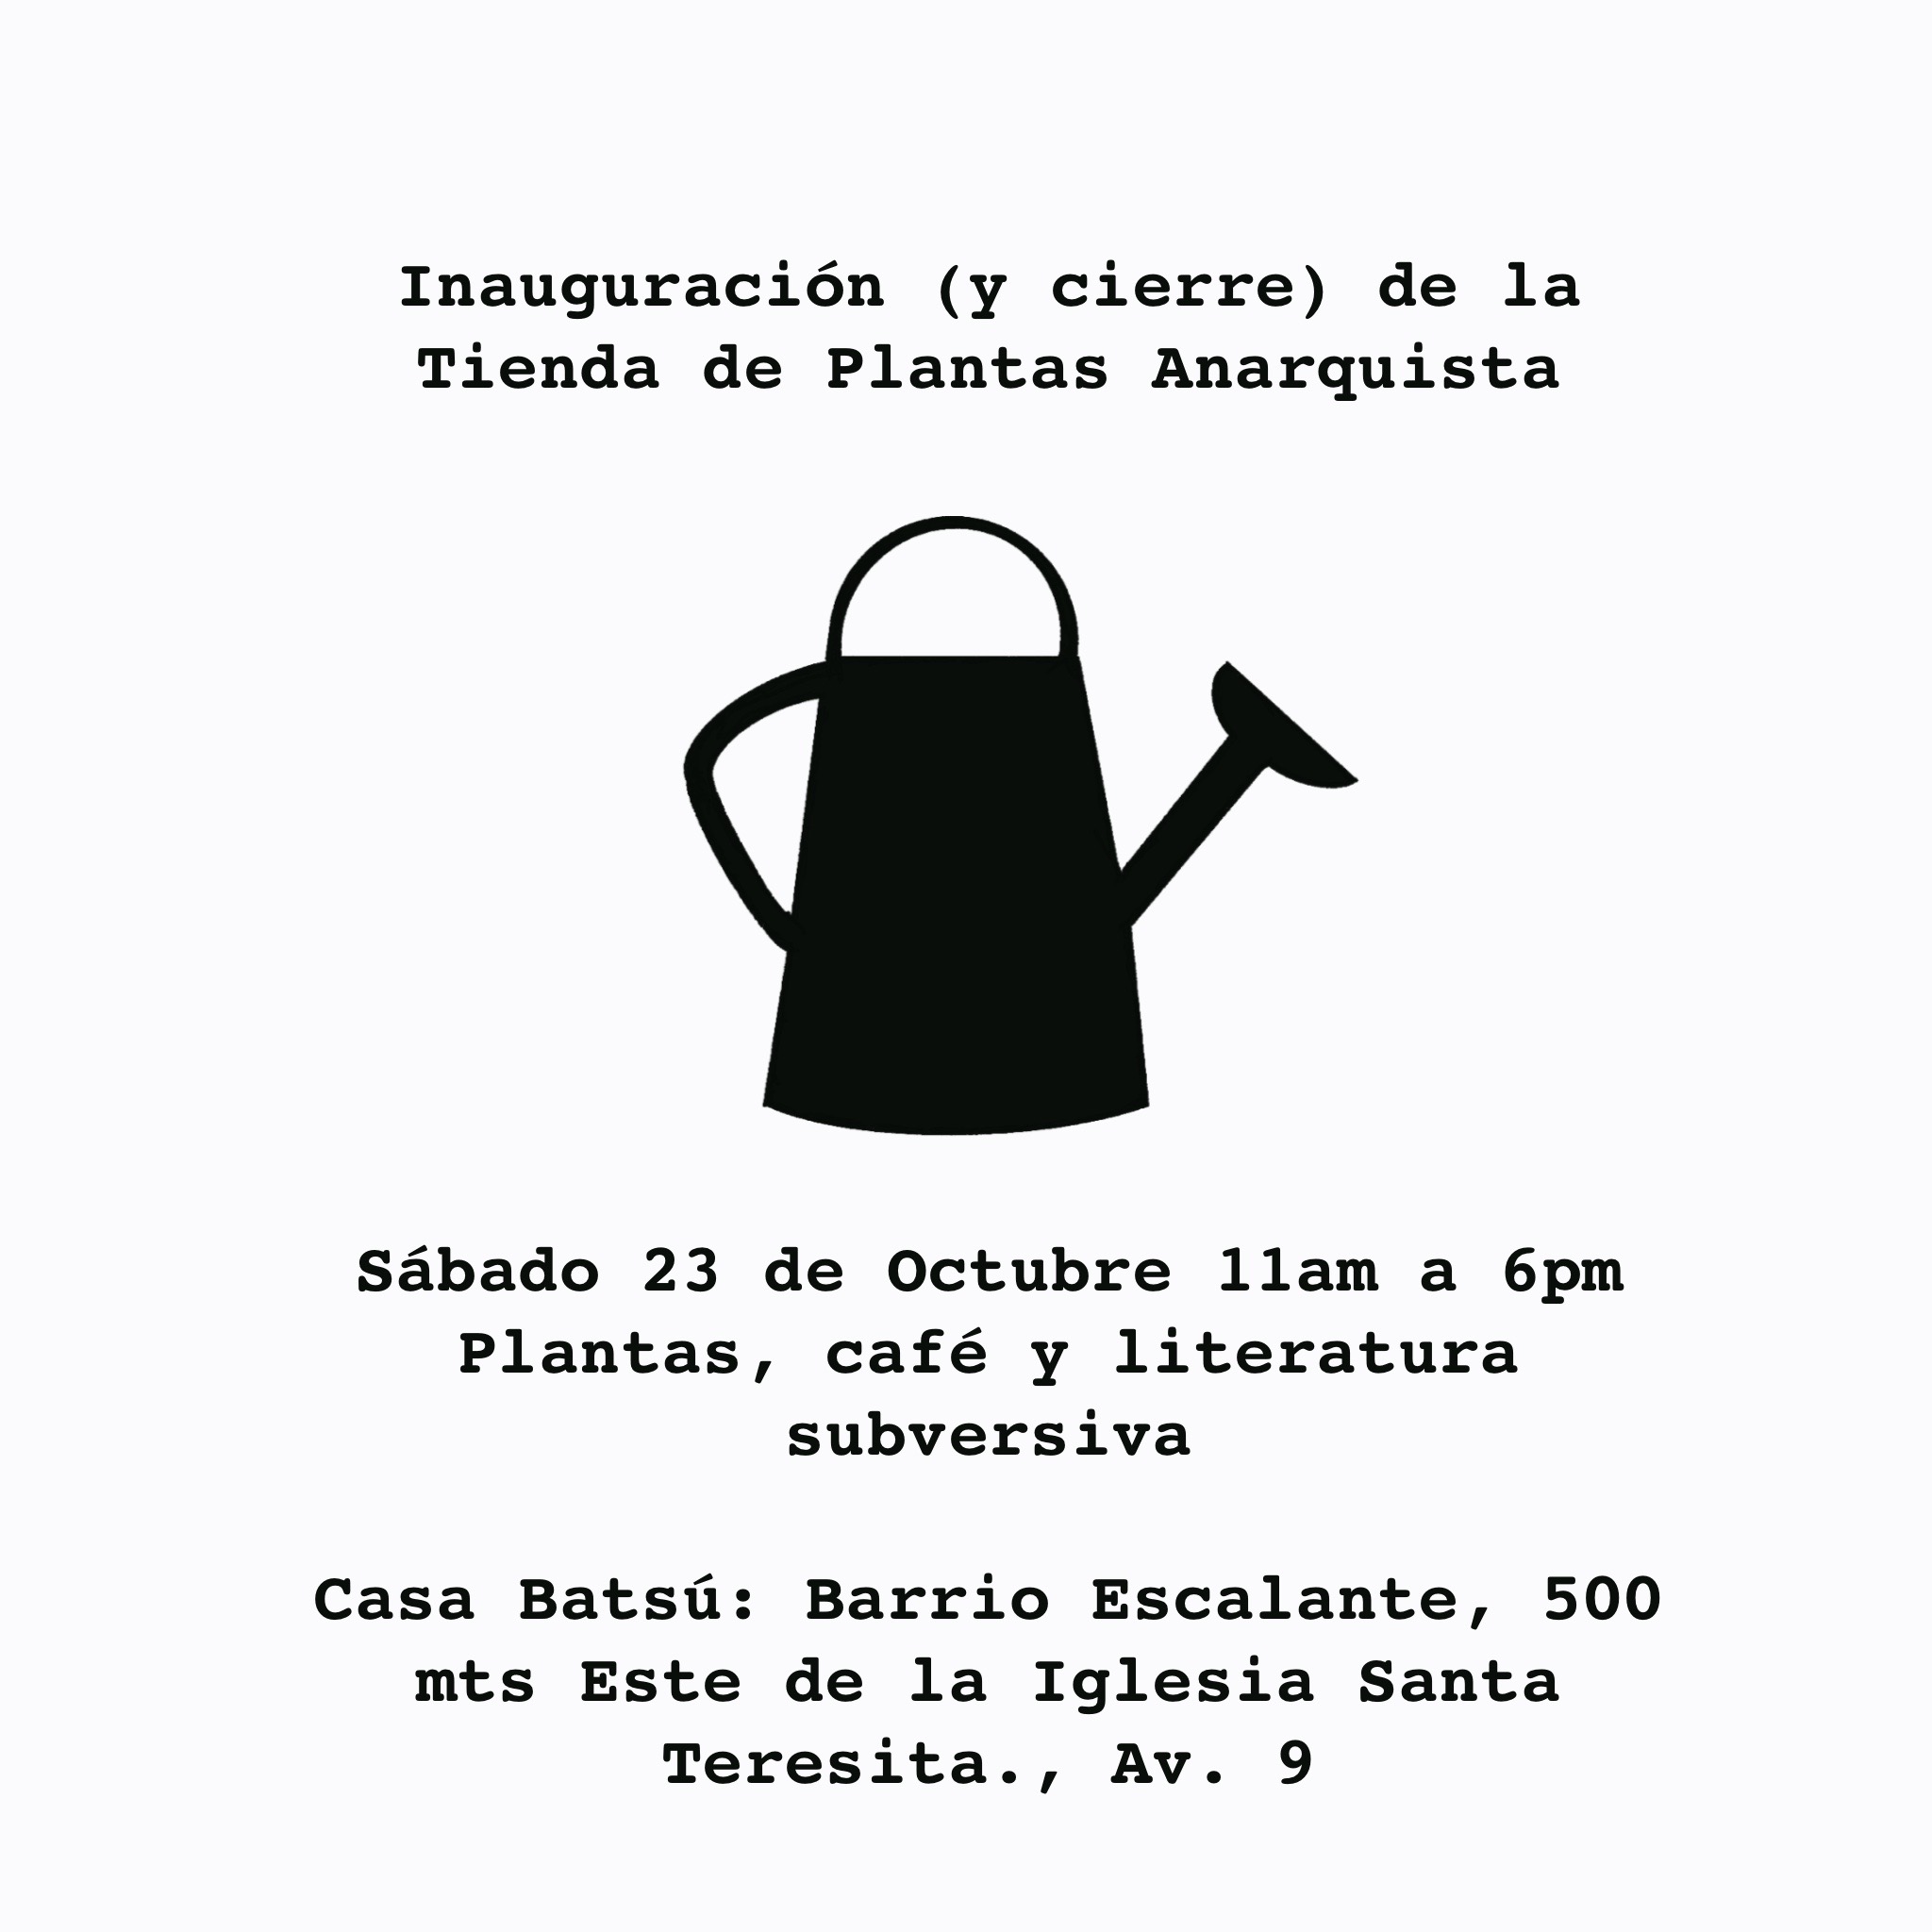 Inauguración (y cierre) de la
Tienda de Plantas Anarquista
Sábado 23 de Octubre 11am a 6pm
Plantas, café y literatura
subversiva
Casa Batsú: Barrio Escalante, 500
mts Este de la Iglesia Santa
Teresita., Av. 9